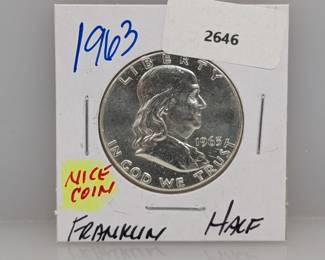 1963
2646
LIBERTY
1963
IN GOD WE TRUST
NICE
COIN
FRANKLIN HALF